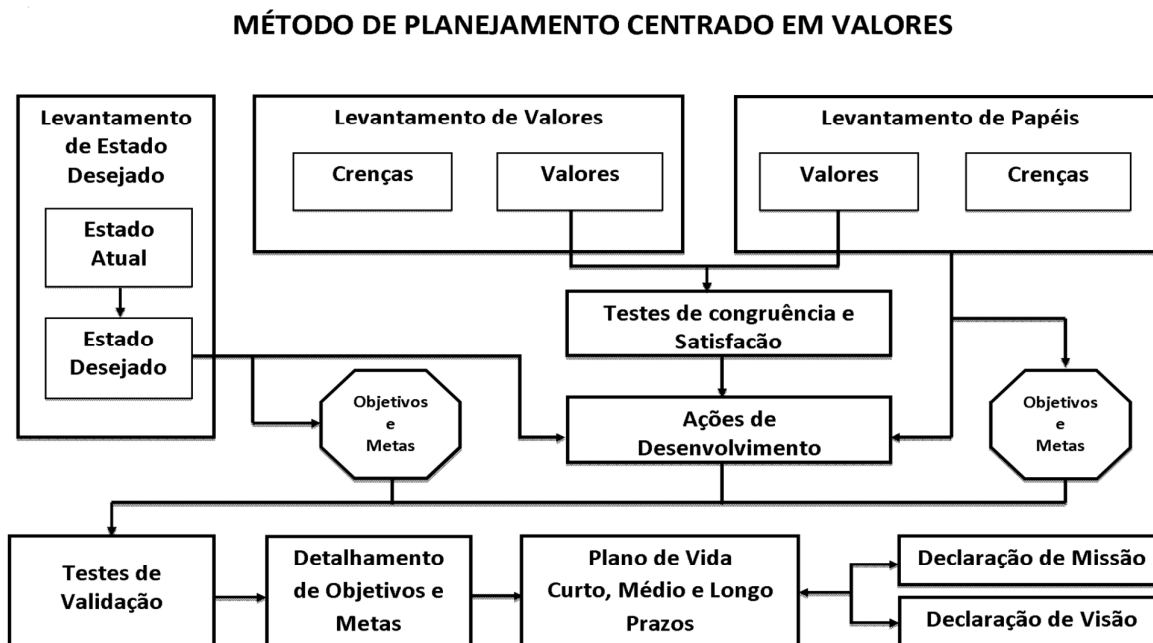 MÉTODO DE PLANEJAMENTO CENTRADO EM VALORES
Levantamento
de Estado
Desejado
Estado
Atual
Estado
Desejado
Levantamento de Valores
Crenças
Valores
Levantamento de Papéis
Valores
Crenças
Testes de congruência e
Satisfacão
Objetivos
e
Metas
Ações de
Desenvolvimento
Objetivos
e
Metas
Testes de
Validação
Detalhamento
de Objetivos e
Metas
Plano de Vida
Curto, Médio e Longo
Prazos
Declaração de Missão
Declaração de Visão